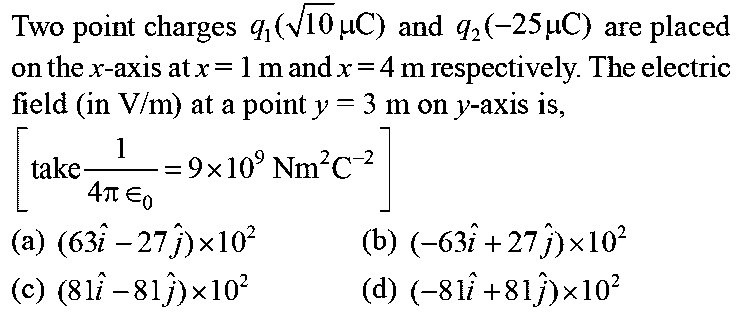 Two point charges q₁(√10 μC) and q₂(−25 μC) are placed
on the x-axis at x = 1 m and x = 4 m respectively. The electric
field (in V/m) at a point y = 3 m on y-axis is,
[take 1/(4π ∈₀) = 9×10⁹ Nm²C⁻²]
(a) (63î − 27ĵ)×10² (b) (−63î + 27ĵ)×10²
(c) (81î − 81ĵ)×10² (d) (−81î + 81ĵ)×10²